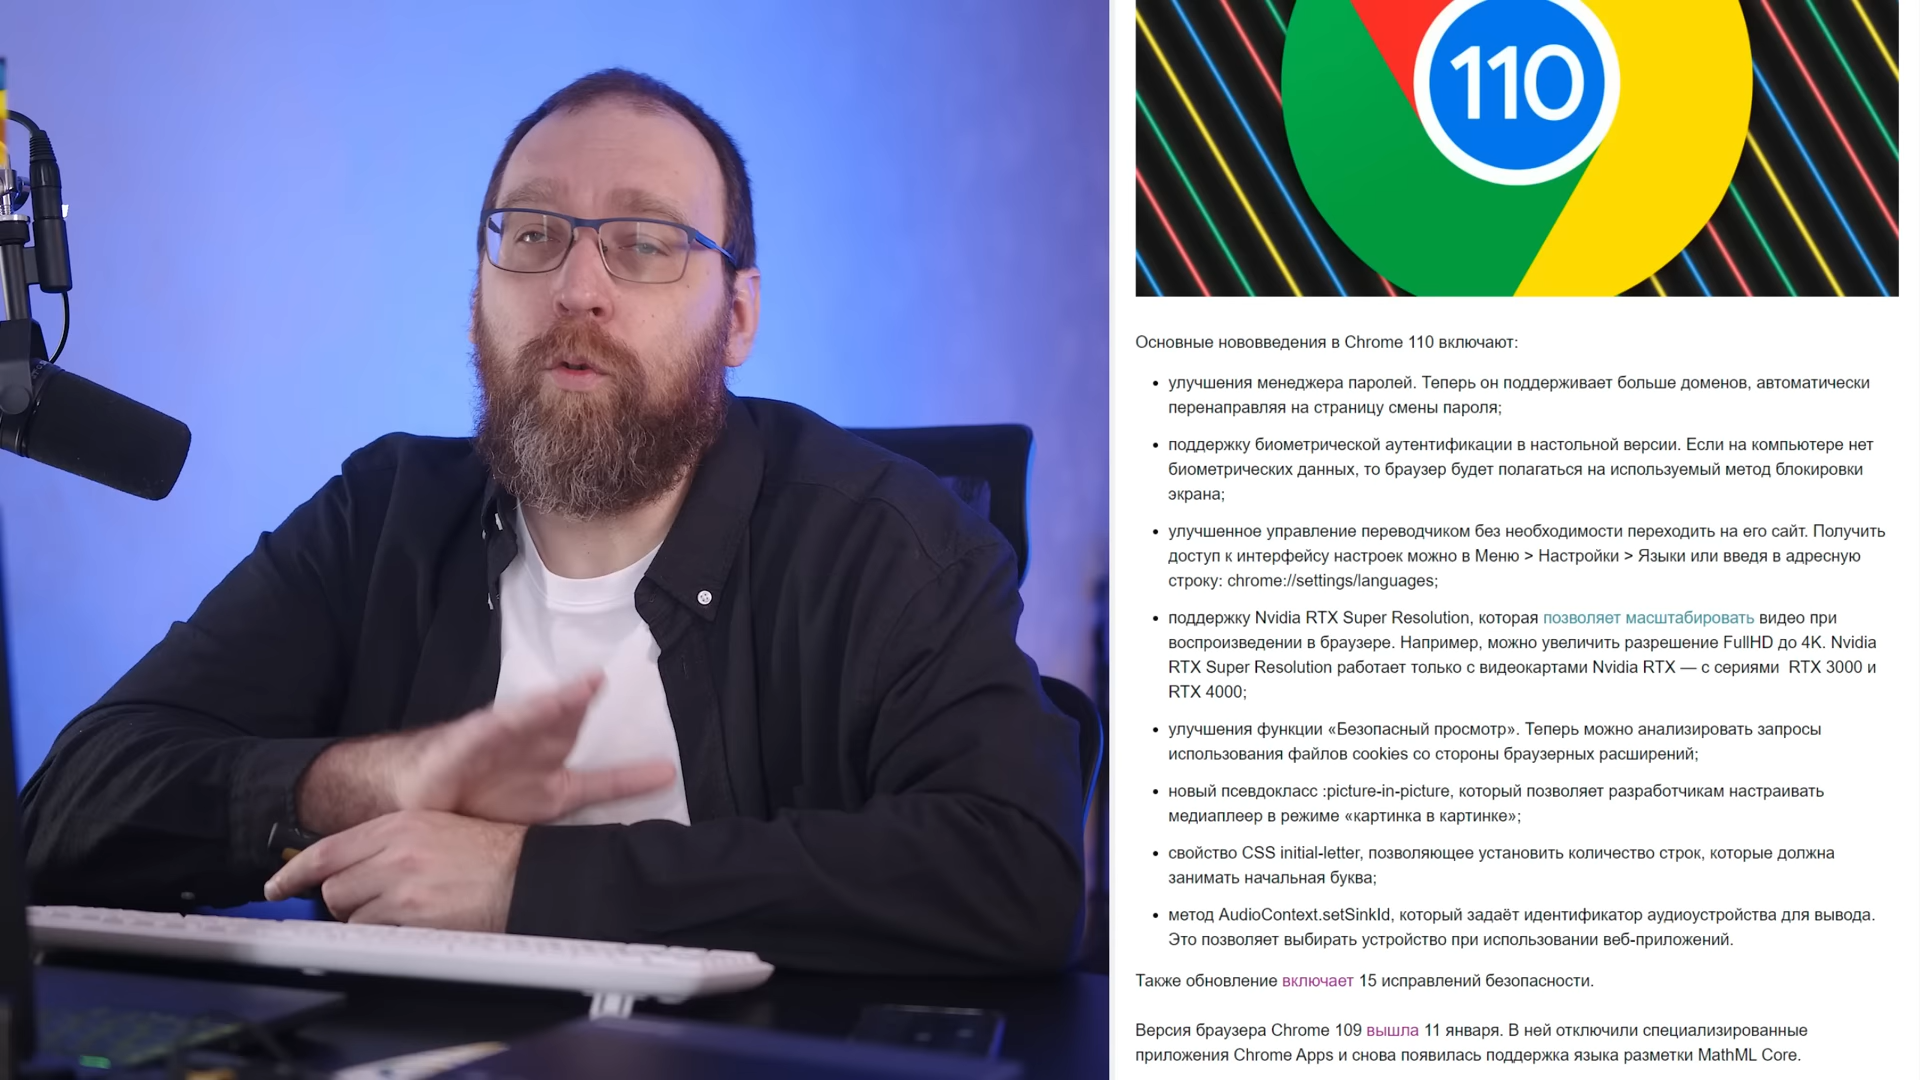 110
Основные нововведения в Chrome 110 включают:
• улучшения менеджера паролей. Теперь он поддерживает больше доменов, автоматически
перенаправляя на страницу смены пароля;
• поддержку биометрической аутентификации в настольной версии. Если на компьютере нет
биометрических данных, то браузер будет полагаться на используемый метод блокировки
экрана;
• улучшенное управление переводчиком без необходимости переходить на его сайт. Получить
доступ к интерфейсу настроек можно в Меню > Настройки > Языки или введя в адресную
строку: chrome://settings/languages;
• поддержку Nvidia RTX Super Resolution, которая позволяет масштабировать видео при
воспроизведении в браузере. Например, можно увеличить разрешение FullHD до 4K. Nvidia
RTX Super Resolution работает только с видеокартами Nvidia RTX — с сериями RTX 3000 и
RTX 4000;
• улучшения функции «Безопасный просмотр». Теперь можно анализировать запросы
использования файлов cookies со стороны браузерных расширений;
• новый псевдокласс :picture-in-picture, который позволяет разработчикам настраивать
медиаплеер в режиме «картинка в картинке»;
• свойство CSS initial-letter, позволяющее установить количество строк, которые должна
занимать начальная буква;
• метод AudioContext.setSinkId, который задаёт идентификатор аудиоустройства для вывода.
Это позволяет выбирать устройство при использовании веб-приложений.
Также обновление включает 15 исправлений безопасности.
Версия браузера Chrome 109 вышла 11 января. В ней отключили специализированные
приложения Chrome Apps и снова появилась поддержка языка разметки MathML Core.